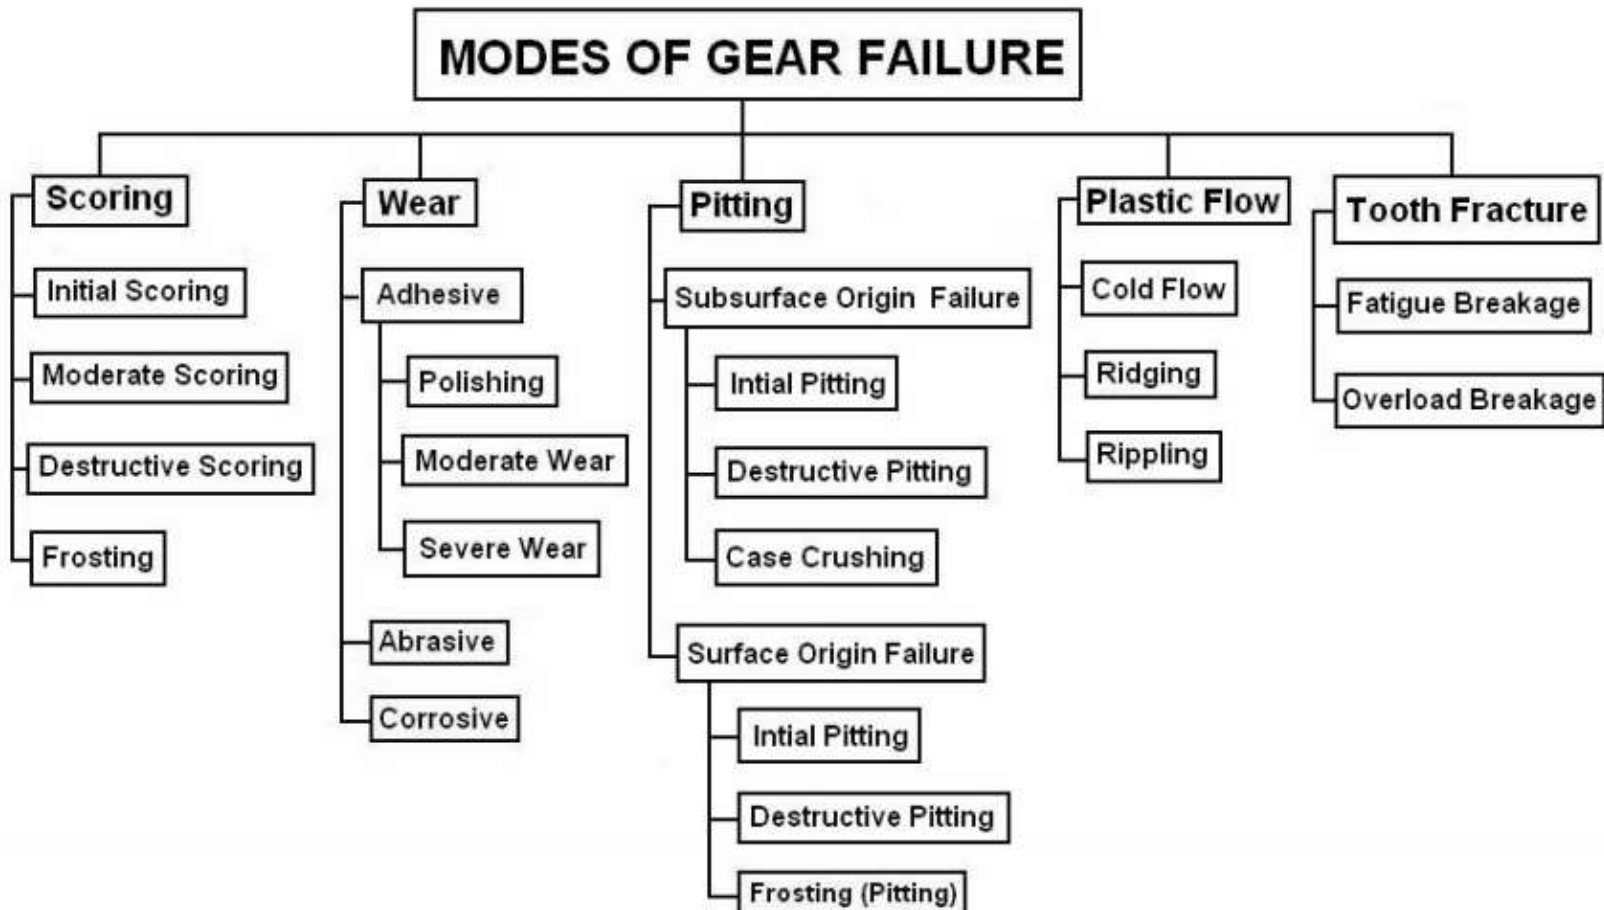 MODES OF GEAR FAILURE
Scoring
Initial Scoring
Moderate Scoring
Destructive Scoring
Frosting
Wear
Adhesive
Polishing
Moderate Wear
Severe Wear
Abrasive
Corrosive
Pitting
Subsurface Origin Failure
Intial Pitting
Destructive Pitting
Case Crushing
Surface Origin Failure
Intial Pitting
Destructive Pitting
Frosting (Pitting)
Plastic Flow
Cold Flow
Ridging
Rippling
Tooth Fracture
Fatigue Breakage
Overload Breakage